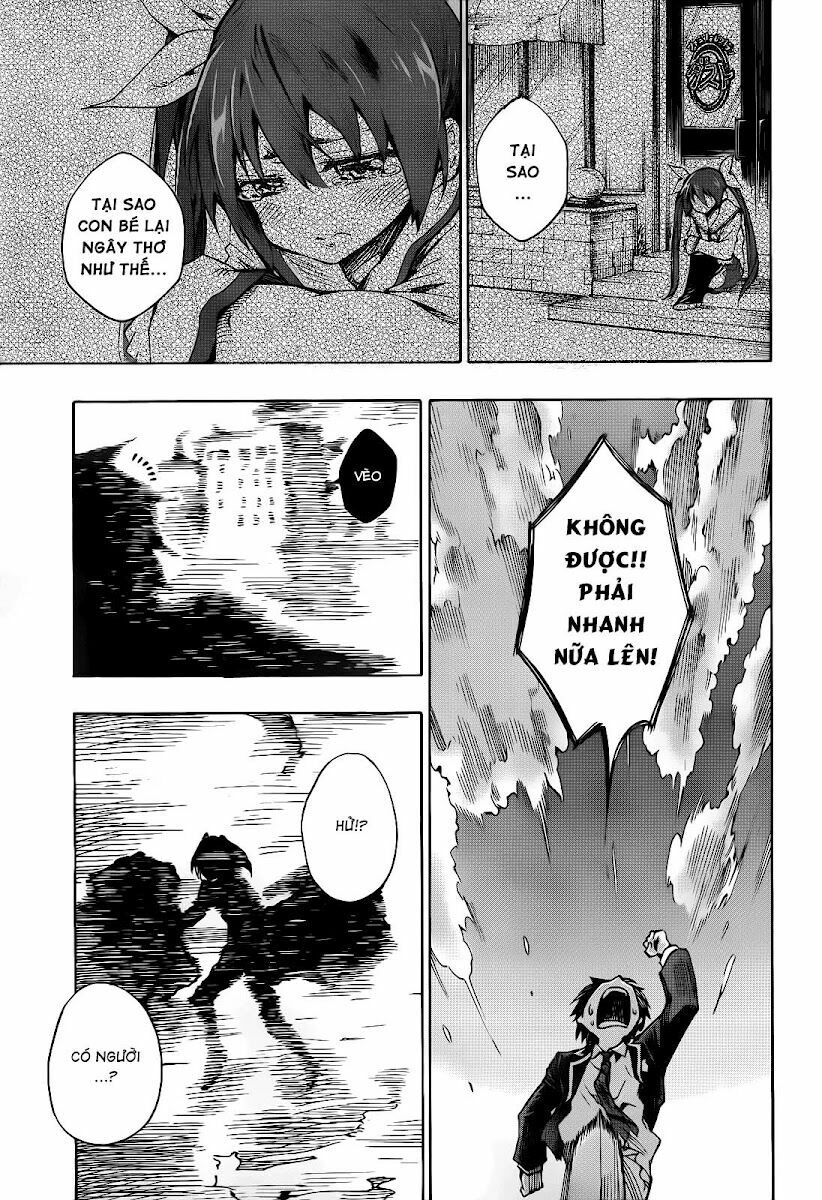 TẠI
SAO
...
TẠI SAO
CON BÉ LẠI
NGÂY THƠ
NHƯ THẾ...
KHÔNG
ĐƯỢC!!
PHẢI
NHANH
NỮA LÊN!
VÈO
HỬ!?
CÓ NGƯỜI
...?